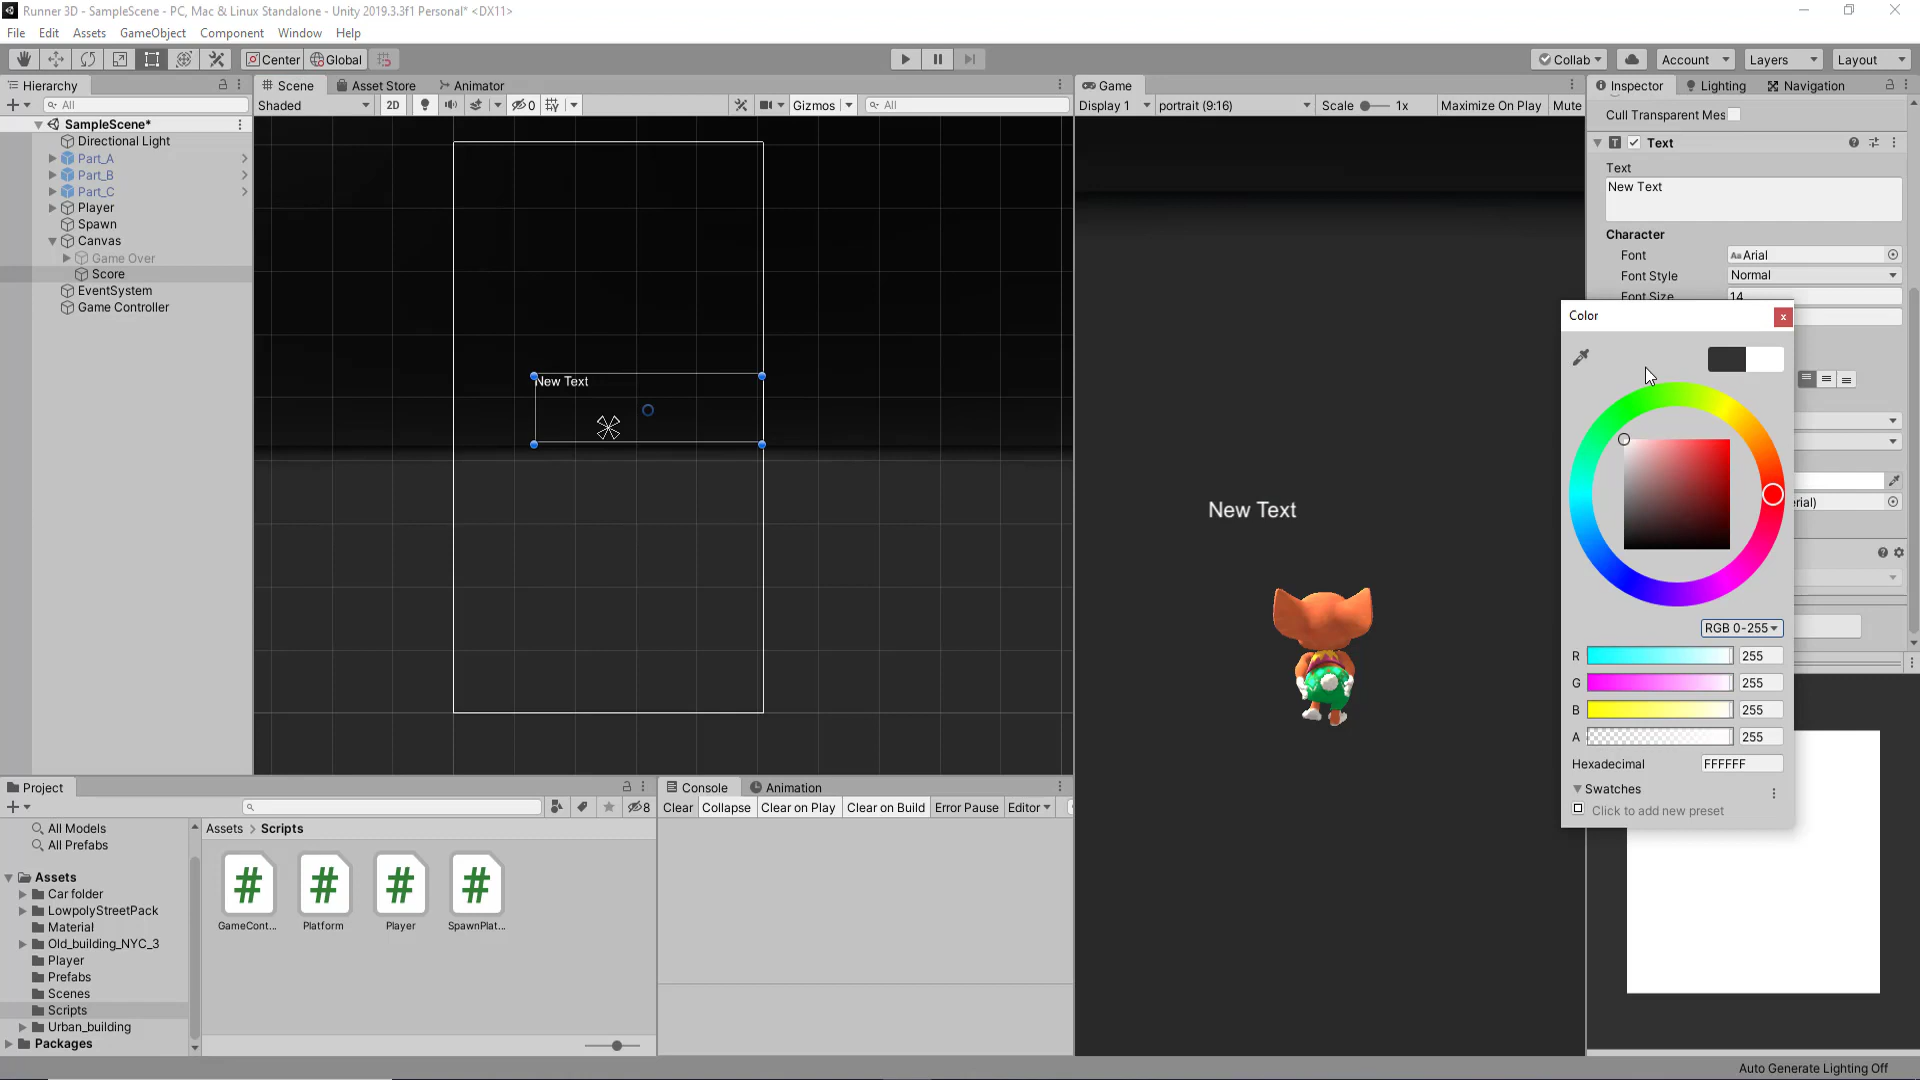 Runner 3D - SampleScene - PC, Mac & Linux Standalone - Unity 2019.3.3f1 Personal* <DX11>
File Edit Assets GameObject Component Window Help
Center Global Collab Account Layers Layout
Hierarchy
All
SampleScene*
Directional Light
Part_A
Part_B
Part_C
Player
Spawn
Canvas
Game Over
Score
EventSystem
Game Controller
Scene Asset Store Animator
Shaded 2D 0 Gizmos All
New Text
Game
Display 1 portrait (9:16) Scale 1x Maximize On Play Mute
New Text
Inspector Lighting Navigation
Cull Transparent Mes
Text
Text
New Text
Character
Font Arial
Font Style Normal
Font Size 14
rial)
Color
RGB 0-255
R 255
G 255
B 255
A 255
Hexadecimal FFFFFF
Swatches
Click to add new preset
Project
8
All Models
All Prefabs
Assets
Car folder
LowpolyStreetPack
Material
Old_building_NYC_3
Player
Prefabs
Scenes
Scripts
Urban_building
Packages
Assets > Scripts
GameCont...
Platform
Player
SpawnPlat...
Console Animation
Clear Collapse Clear on Play Clear on Build Error Pause Editor
Auto Generate Lighting Off